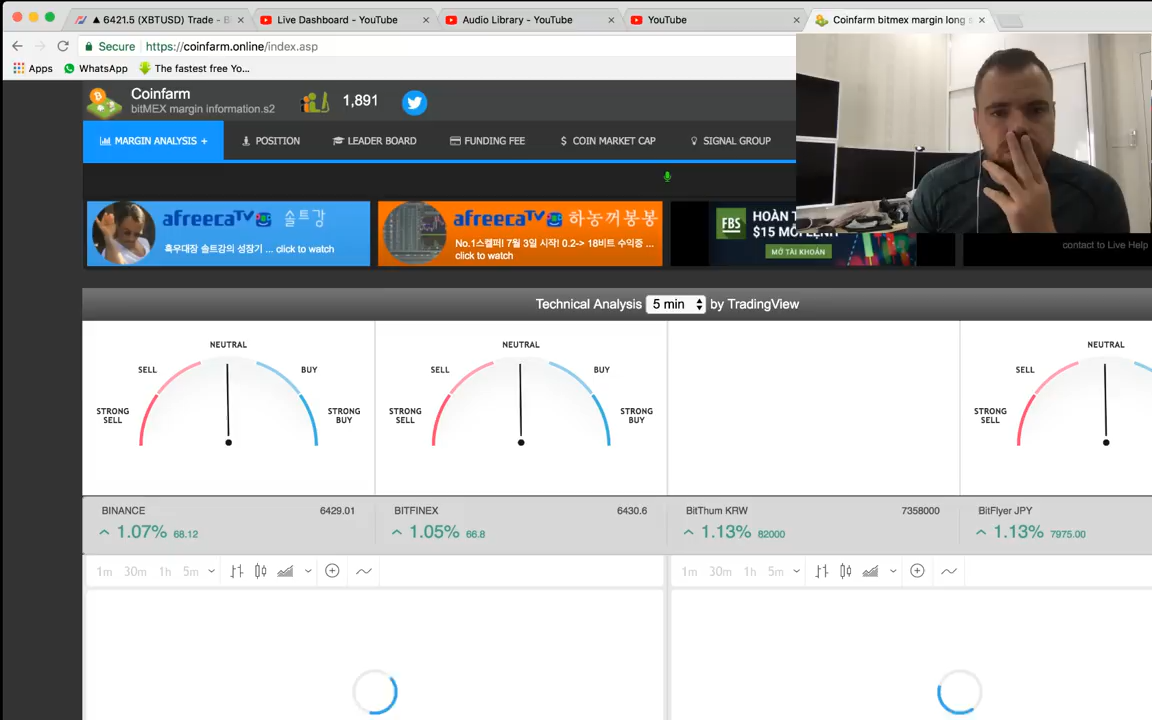 ▲ 6421.5 (XBTUSD) Trade - B
Live Dashboard - YouTube
Audio Library - YouTube
YouTube
Coinfarm bitmex margin long s
Secure
https://coinfarm.online/index.asp
Apps
WhatsApp
The fastest free Yo...
Coinfarm
bitMEX margin information.s2
1,891
MARGIN ANALYSIS +
POSITION
LEADER BOARD
FUNDING FEE
$ COIN MARKET CAP
SIGNAL GROUP
afreecaTV 솔트강
흑우대장 솔트강의 성장기 ... click to watch
afreecaTV 하농꺼봉봉
No.1스캘퍼! 7월 3일 시작! 0.2-> 18비트 수익중 ...
click to watch
FBS
HOÀN T
$15 MỞ
MỞ TÀI KHOẢN
contact to Live Help
Technical Analysis 5 min by TradingView
NEUTRAL
SELL
BUY
STRONG
SELL
STRONG
BUY
NEUTRAL
SELL
BUY
STRONG
SELL
STRONG
BUY
NEUTRAL
SELL
STRONG
SELL
BINANCE 6429.01
1.07% 68.12
BITFINEX 6430.6
1.05% 66.8
BitThum KRW 7358000
1.13% 82000
BitFlyer JPY
1.13% 7975.00
1m 30m 1h 5m
1m 30m 1h 5m